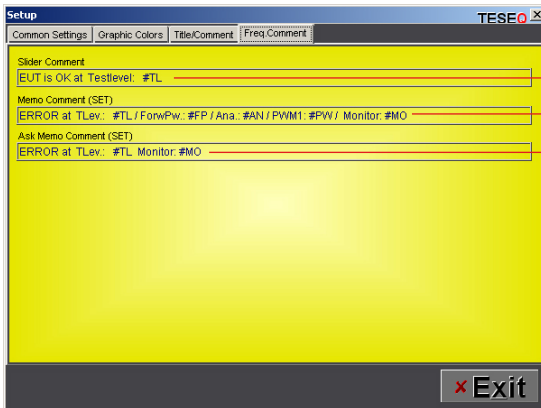 Setup
TESEQ
Common Settings Graphic Colors Title/Comment Freq.Comment
Slider Comment
EUT is OK at Testlevel: #TL
Memo Comment (SET)
ERROR at TLev.: #TL / ForwPw.: #FP / Ana.: #AN / PWM1: #PW / Monitor: #MO
Ask Memo Comment (SET)
ERROR at TLev.: #TL Monitor: #MO
Exit